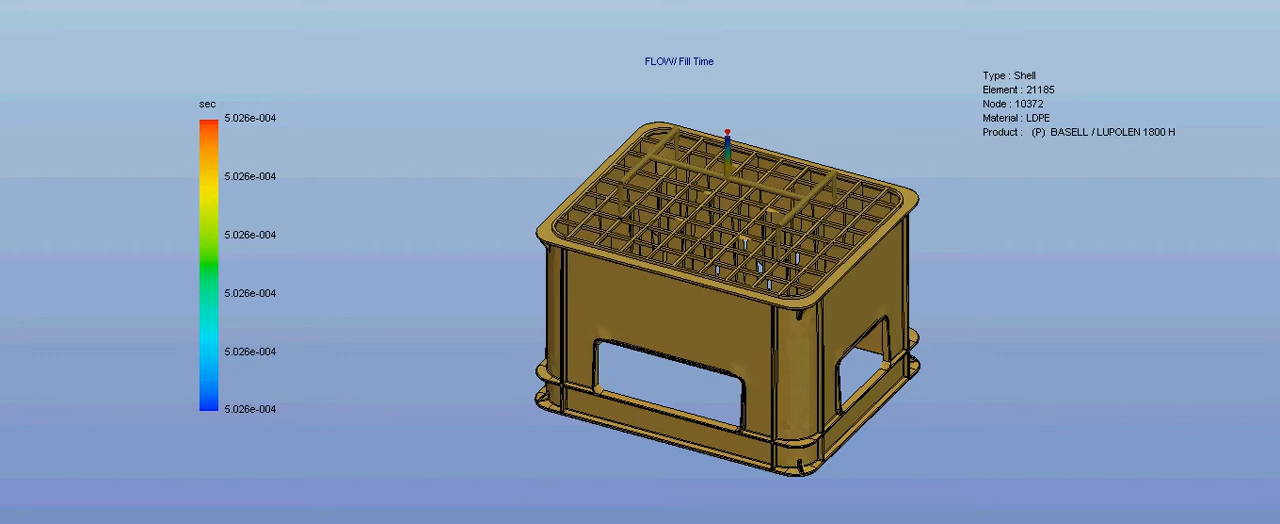 FLOW/ Fill Time
Type : Shell
Element : 21185
Node : 10372
Material : LDPE
Product : (P) BASELL / LUPOLEN 1800 H
sec
5.026e-004
5.026e-004
5.026e-004
5.026e-004
5.026e-004
5.026e-004